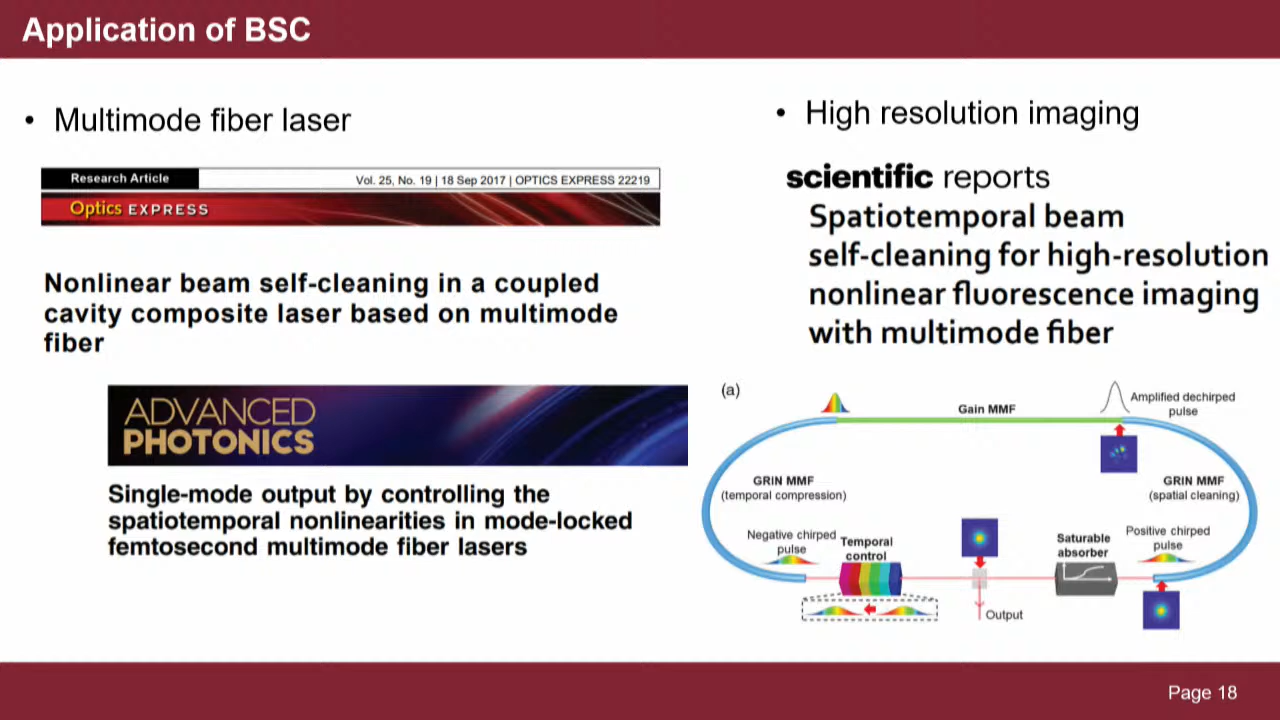 Application of BSC
• Multimode fiber laser
Research Article
Vol. 25, No. 19 | 18 Sep 2017 | OPTICS EXPRESS 22219
Optics EXPRESS
Nonlinear beam self-cleaning in a coupled
cavity composite laser based on multimode
fiber
ADVANCED
PHOTONICS
Single-mode output by controlling the
spatiotemporal nonlinearities in mode-locked
femtosecond multimode fiber lasers
• High resolution imaging
scientific reports
Spatiotemporal beam
self-cleaning for high-resolution
nonlinear fluorescence imaging
with multimode fiber
(a)
Gain MMF
Amplified dechirped
pulse
GRIN MMF
(temporal compression)
GRIN MMF
(spatial cleaning)
Negative chirped
pulse
Temporal
control
Saturable
absorber
Positive chirped
pulse
Output
Page 18